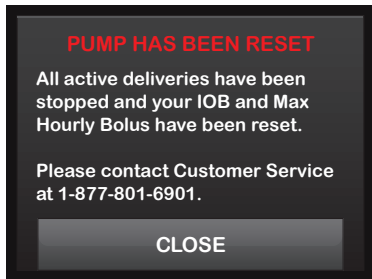 PUMP HAS BEEN RESET
All active deliveries have been
stopped and your IOB and Max
Hourly Bolus have been reset.
Please contact Customer Service
at 1-877-801-6901.
CLOSE